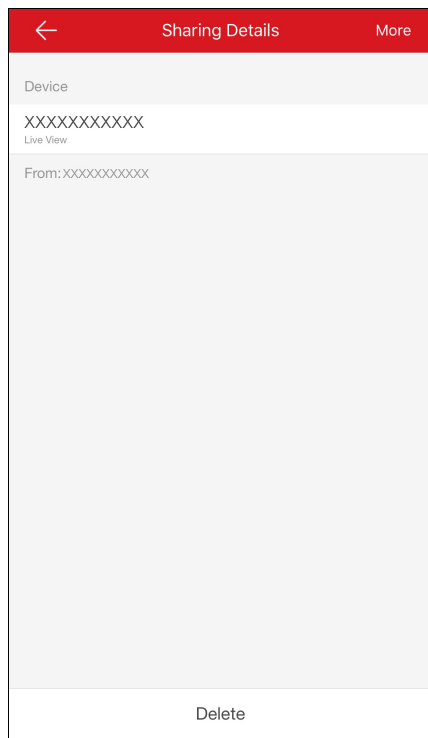 Sharing Details
More
Device
XXXXXXXXXXX
Live View
From: XXXXXXXXXXX
Delete